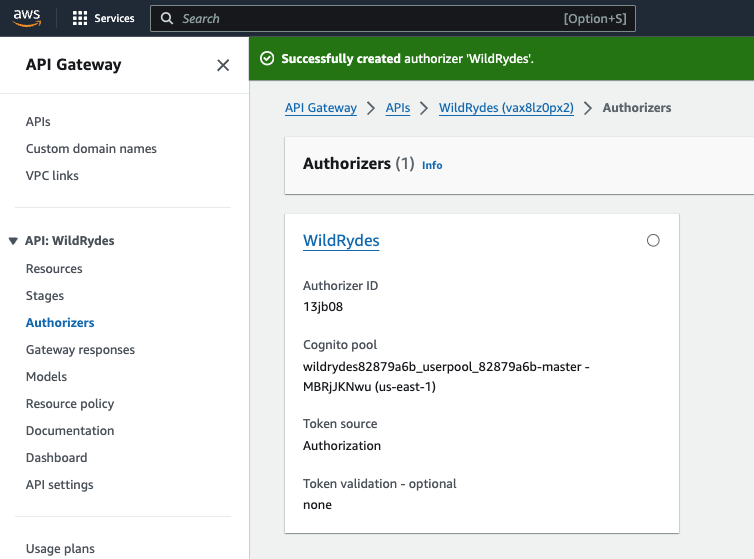 aws
Services
Search
[Option+S]
API Gateway
APIs
Custom domain names
VPC links
API: WildRydes
Resources
Stages
Authorizers
Gateway responses
Models
Resource policy
Documentation
Dashboard
API settings
Usage plans
Successfully created authorizer 'WildRydes'.
API Gateway > APIs > WildRydes (vax8lz0px2) > Authorizers
Authorizers (1) Info
WildRydes
Authorizer ID
13jb08
Cognito pool
wildrydes82879a6b_userpool_82879a6b-master -
MBRjJKNwu (us-east-1)
Token source
Authorization
Token validation - optional
none